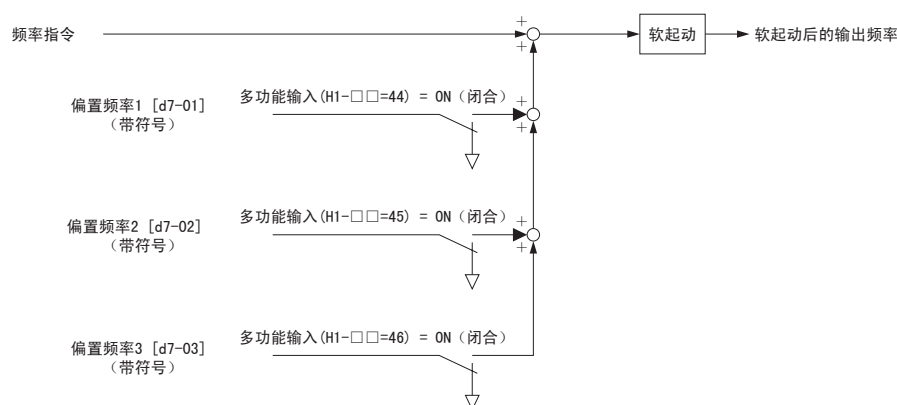 频率指令
+
+
软起动
软起动后的输出频率
偏置频率1 [d7-01]
（带符号）
多功能输入(H1-□□=44) = ON（闭合）
+
+
偏置频率2 [d7-02]
（带符号）
多功能输入(H1-□□=45) = ON（闭合）
+
+
偏置频率3 [d7-03]
（带符号）
多功能输入(H1-□□=46) = ON（闭合）